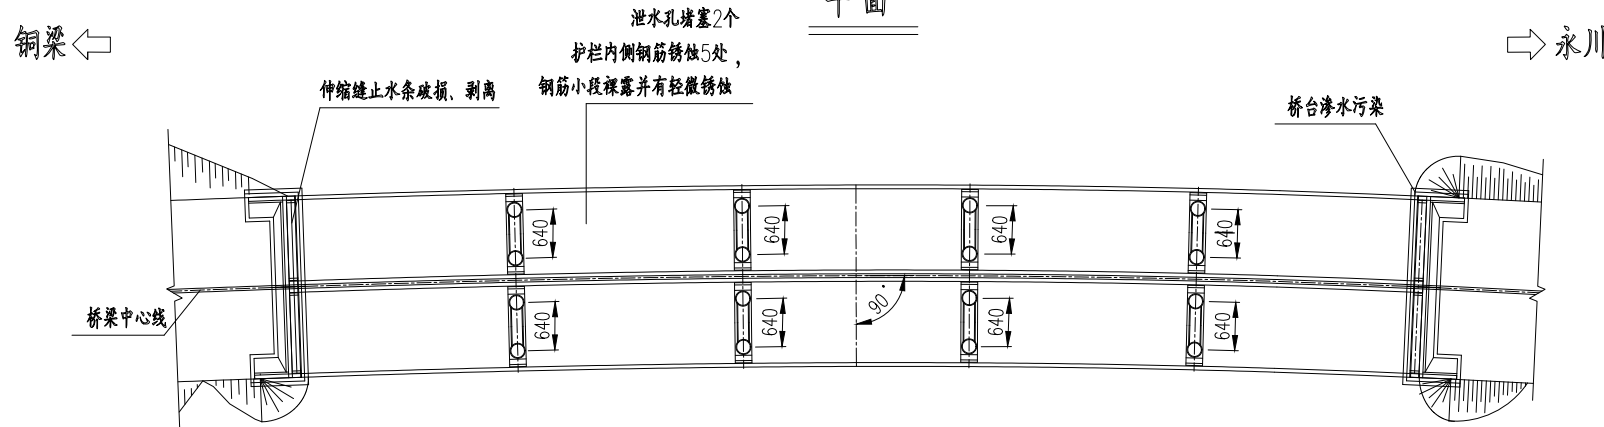 平面
泄水孔堵塞2个
铜梁
永川
护栏内侧钢筋锈蚀5处，
钢筋小段裸露并有轻微锈蚀
伸缩缝止水条破损、剥离
桥台渗水污染
640
640
640
640
桥梁中心线
640
640
90°
640
640